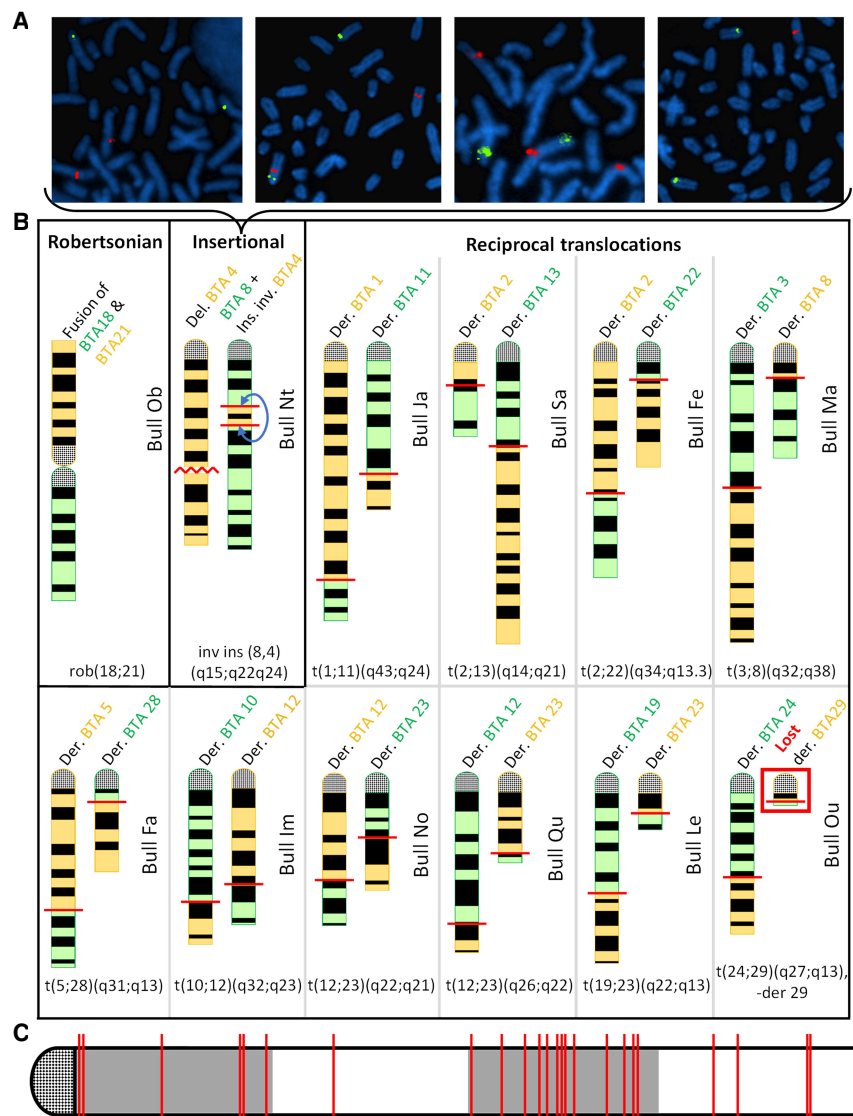 A
B
Robertsonian
Insertional
Reciprocal translocations
Fusion of
BTA18 &
BTA21
Bull Ob
rob(18;21)
Del. BTA 4
BTA 8 +
Ins. inv. BTA4
Bull Nt
inv ins (8,4)
(q15;q22q24)
Der. BTA 1
Der. BTA 11
Bull Ja
t(1;11)(q43;q24)
Der. BTA 2
Der. BTA 13
Bull Sa
t(2;13)(q14;q21)
Der. BTA 2
Der. BTA 22
Bull Fe
t(2;22)(q34;q13.3)
Der. BTA 3
Der. BTA 8
Bull Ma
t(3;8)(q32;q38)
Der. BTA 5
Der. BTA 28
Bull Fa
t(5;28)(q31;q13)
Der. BTA 10
Der. BTA 12
Bull Im
t(10;12)(q32;q23)
Der. BTA 12
Der. BTA 23
Bull No
t(12;23)(q22;q21)
Der. BTA 12
Der. BTA 23
Bull Qu
t(12;23)(q26;q22)
Der. BTA 19
Der. BTA 23
Bull Le
t(19;23)(q22;q13)
Der. BTA 24
Lost
der. BTA29
Bull Ou
t(24;29)(q27;q13),
-der 29
C